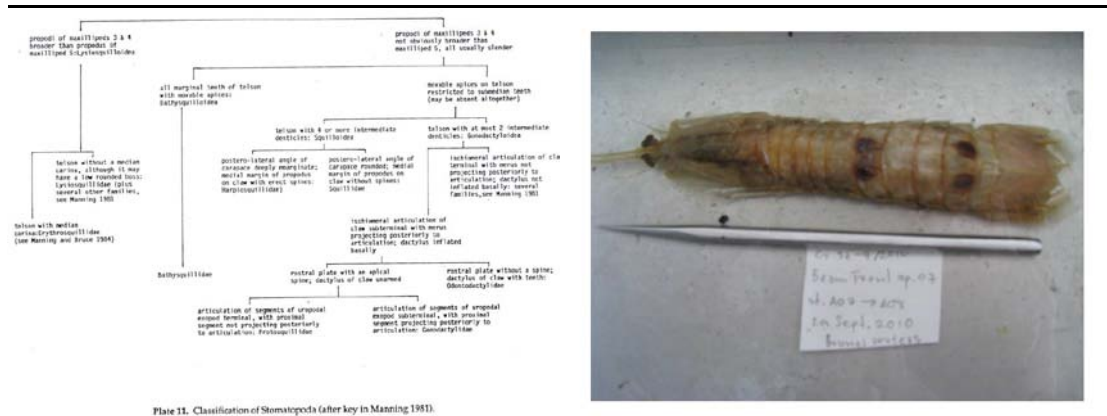 propodi of maxillipeds 3 & 4
broader than propodus of
maxilliped 5:Lysiosquilloidea
propodi of maxillipeds 3 & 4
not obviously broader than
maxilliped 5, all usually slender
all marginal teeth of telson
with movable spices:
Bathysquilloidea
movable apices on telson
restricted to submedian teeth
(may be absent altogether)
telson with 4 or more intermediate
denticles: Squilloidea
telson with at most 2 intermediate
denticles: Gonodactyloidea
telson without a median
carina, although it may
have a low rounded boss:
Lysiosquillidae (plus
several other families,
see Manning 1981
postero-lateral angle of
carapace deeply emarginate;
medial margin of propodus
on claw with erect spines:
Harpiosquillidae)
postero-lateral angle of
carapace rounded; medial
margin of propodus on
claw without spines:
Squillidae
ischiomeral articulation of cla
terminal with merus not
projecting posteriorly to
articulation; dactylus not
inflated basally: several
families,see Manning 1981
telson with median
carina:Erythrosquillidae
(see Manning and Bruce 1984)
ischiomeral articulation of
claw subterminal with merus
projecting posteriorly to
articulation; dactlus inflated
basally
Bathysquillidae
rostral plate with an apical
spine; dactylus of claw unarmed
rostral plate without a spine;
dactylus of claw with teeth:
Odontodactylidae
articulation of segments of uropodal
exopod terminal, with proximal
segment not projecting posteriorly
to articulation: Protosquillidae
articulation of segments of uropodal
exopod subterminal, with proximal
segment projecting posteriorly to
articulation: Gonodactylidae
Plate 11. Classification of Stomatopoda (after key in Manning 1981).
Beam Trawl op. 07
st. A07 → A08
Sept. 2010
Brunei waters